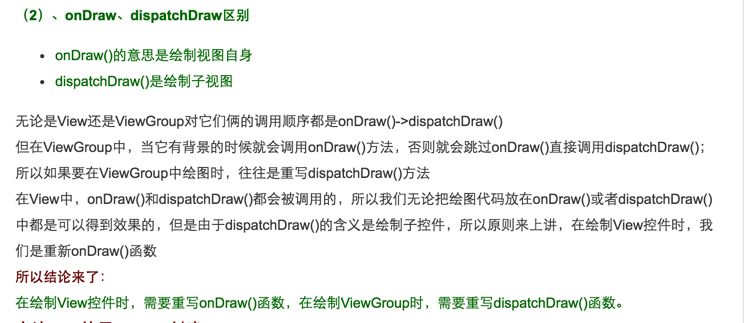 （2）、onDraw、dispatchDraw区别
• onDraw()的意思是绘制视图自身
• dispatchDraw()是绘制子视图
无论是View还是ViewGroup对它们俩的调用顺序都是onDraw()->dispatchDraw()
但在ViewGroup中，当它有背景的时候就会调用onDraw()方法，否则就会跳过onDraw()直接调用dispatchDraw()；
所以如果要在ViewGroup中绘图时，往往是重写dispatchDraw()方法
在View中，onDraw()和dispatchDraw()都会被调用的，所以我们无论把绘图代码放在onDraw()或者dispatchDraw()
中都是可以得到效果的，但是由于dispatchDraw()的含义是绘制子控件，所以原则来上讲，在绘制View控件时，我
们是重新onDraw()函数
所以结论来了：
在绘制View控件时，需要重写onDraw()函数，在绘制ViewGroup时，需要重写dispatchDraw()函数。